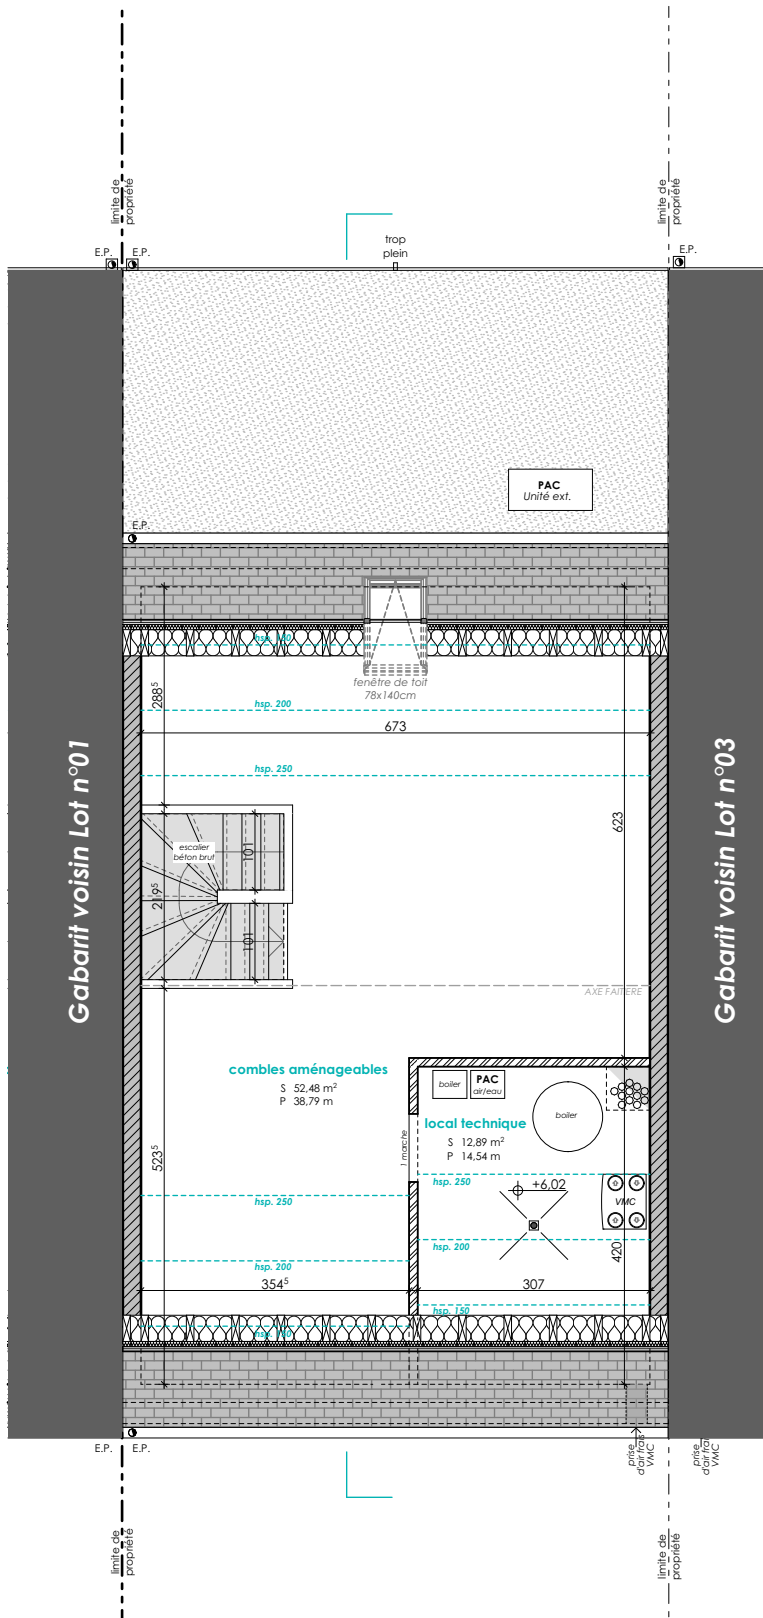 limite de
propriété
limite de
propriété
E.P.
E.P.
trop
plein
E.P.
PAC
Unité ext.
E.P.
hsp. 150
fenêtre de toit
78x140cm
288⁵
hsp. 200
673
hsp. 250
Gabarit voisin Lot n°01
Gabarit voisin Lot n°03
623
escalier
béton brut
101
219⁵
101
AXE FAITIERE
combles aménageables
S 52,48 m²
P 38,79 m
boiler
PAC
air/eau
boiler
local technique
S 12,89 m²
P 14,54 m
1 marche
523⁵
hsp. 250
+6,02
VMC
hsp. 250
hsp. 200
420
hsp. 200
354⁵
307
hsp. 150
hsp. 150
E.P.
E.P.
prise
d'air frais
VMC
prise
d'air frais
VMC
limite de
propriété
limite de
propriété